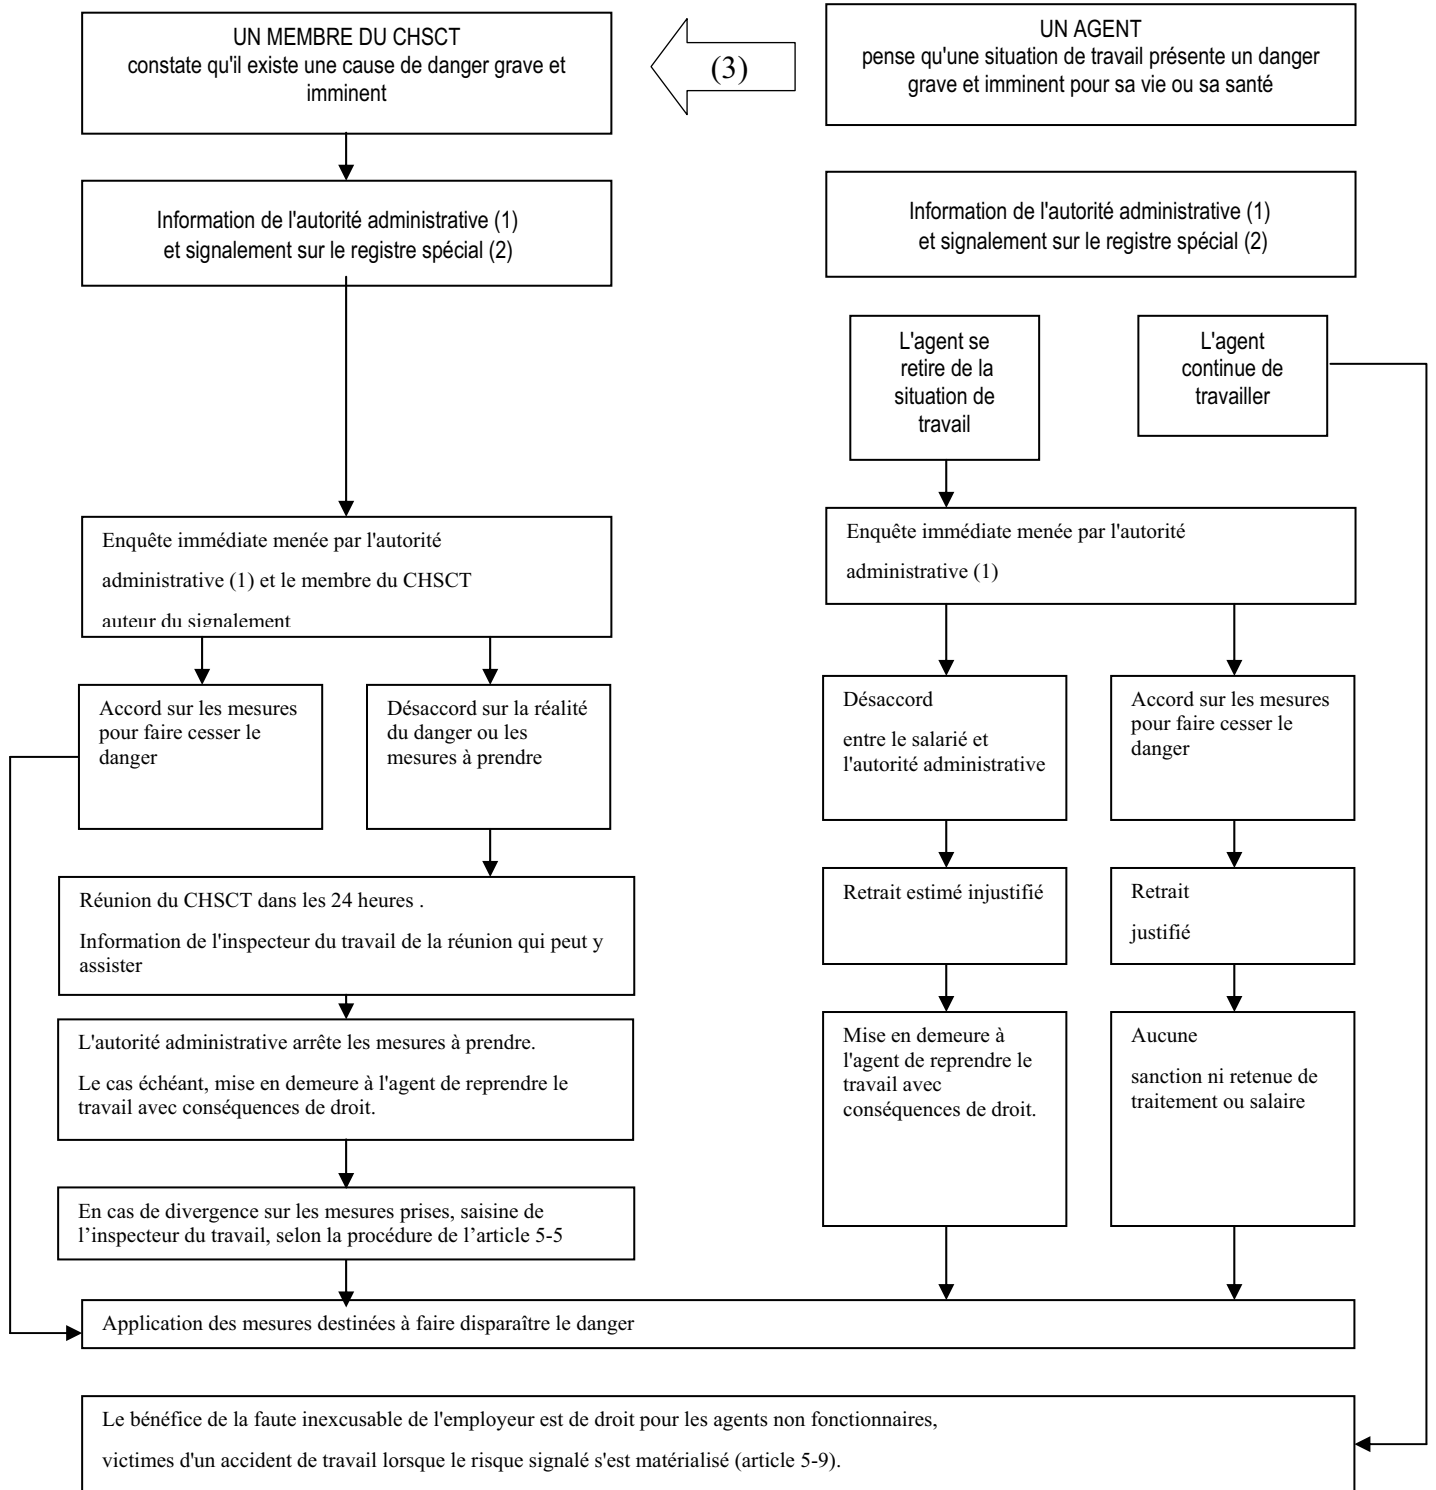 UN MEMBRE DU CHSCT
constate qu'il existe une cause de danger grave et
imminent
(3)
UN AGENT
pense qu'une situation de travail présente un danger
grave et imminent pour sa vie ou sa santé
Information de l'autorité administrative (1)
et signalement sur le registre spécial (2)
Information de l'autorité administrative (1)
et signalement sur le registre spécial (2)
L'agent se
retire de la
situation de
travail
L'agent
continue de
travailler
Enquête immédiate menée par l'autorité
administrative (1) et le membre du CHSCT
auteur du signalement
Enquête immédiate menée par l'autorité
administrative (1)
Accord sur les mesures
pour faire cesser le
danger
Désaccord sur la réalité
du danger ou les
mesures à prendre
Désaccord
entre le salarié et
l'autorité administrative
Accord sur les mesures
pour faire cesser le
danger
Réunion du CHSCT dans les 24 heures .
Information de l'inspecteur du travail de la réunion qui peut y
assister
Retrait estimé injustifié
Retrait
justifié
L'autorité administrative arrête les mesures à prendre.
Le cas échéant, mise en demeure à l'agent de reprendre le
travail avec conséquences de droit.
Mise en demeure à
l'agent de reprendre le
travail avec
conséquences de droit.
Aucune
sanction ni retenue de
traitement ou salaire
En cas de divergence sur les mesures prises, saisine de
l’inspecteur du travail, selon la procédure de l’article 5-5
Application des mesures destinées à faire disparaître le danger
Le bénéfice de la faute inexcusable de l'employeur est de droit pour les agents non fonctionnaires,
victimes d'un accident de travail lorsque le risque signalé s'est matérialisé (article 5-9).